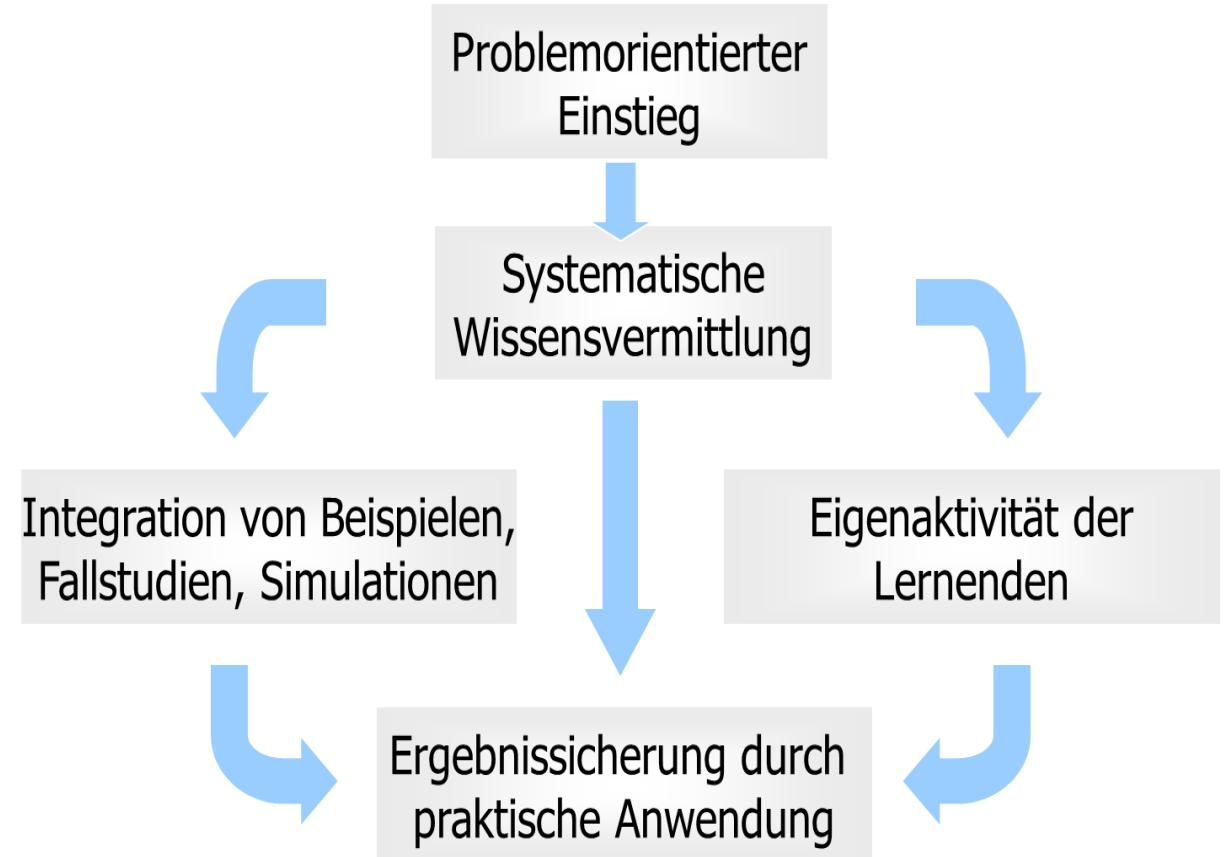 Problemorientierter
Einstieg
Systematische
Wissensvermittlung
Integration von Beispielen,
Fallstudien, Simulationen
Eigenaktivität der
Lernenden
Ergebnissicherung durch
praktische Anwendung